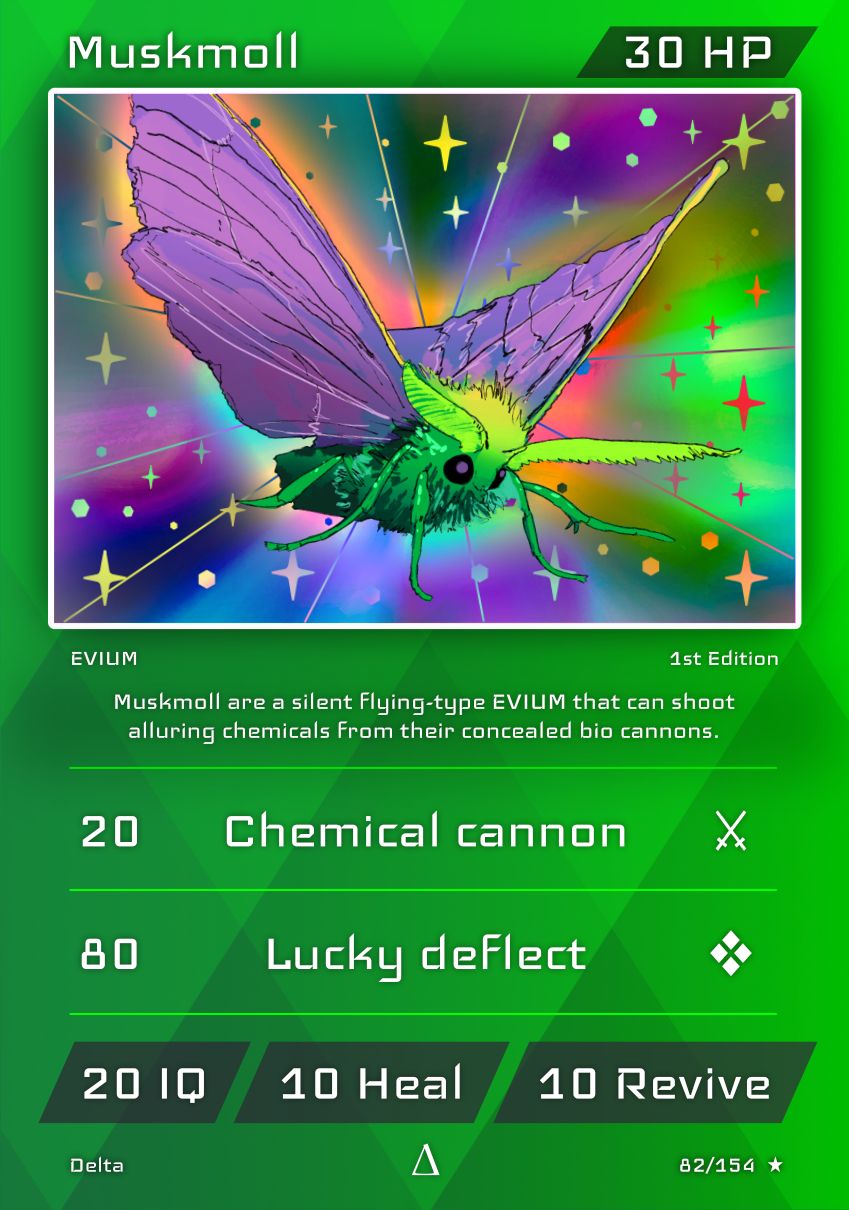 Muskmoll
30 HP
EVIUM
1st Edition
Muskmoll are a silent flying-type EVIUM that can shoot
alluring chemicals from their concealed bio cannons.
20 Chemical cannon
80 Lucky deflect
20 IQ
10 Heal
10 Revive
Delta
Δ
82/154 ★